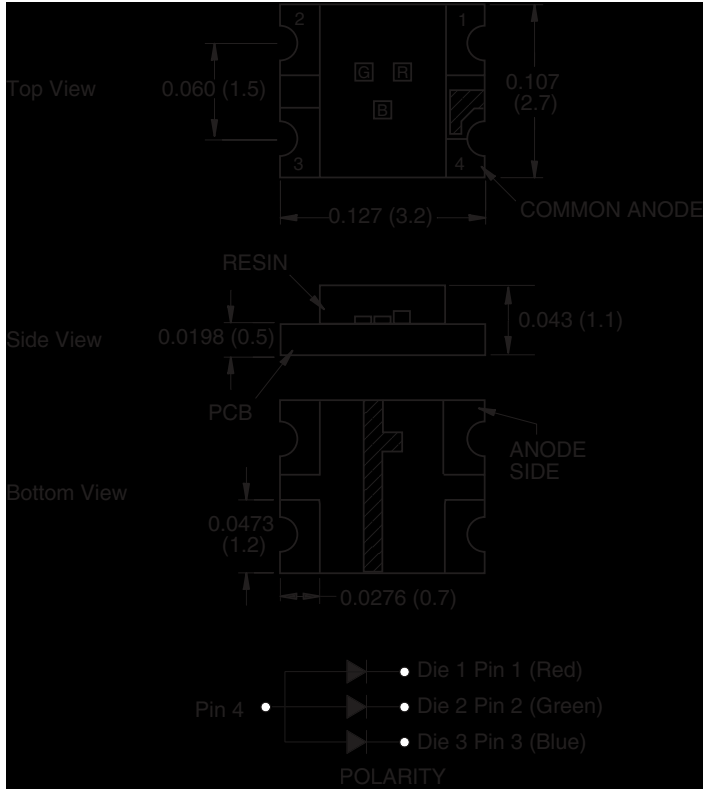 2
1
G
R
B
Top View
0.060 (1.5)
0.107
(2.7)
3
4
COMMON ANODE
0.127 (3.2)
RESIN
0.043 (1.1)
Side View
0.0198 (0.5)
PCB
ANODE
SIDE
Bottom View
0.0473
(1.2)
0.0276 (0.7)
Die 1 Pin 1 (Red)
Pin 4
Die 2 Pin 2 (Green)
Die 3 Pin 3 (Blue)
POLARITY